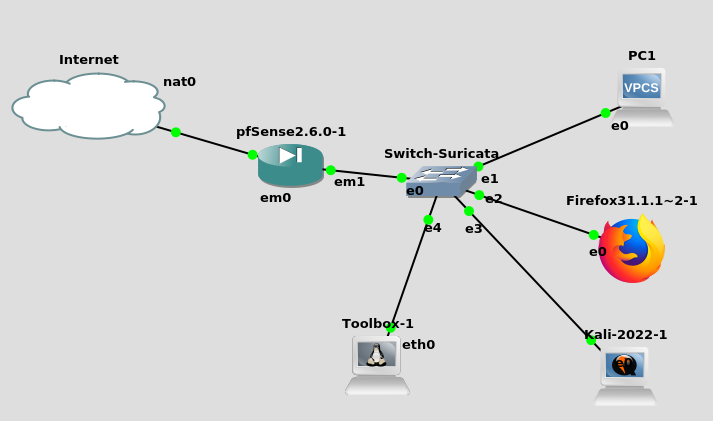 Internet
nat0
pfSense2.6.0-1
em0
em1
Switch-Suricata
e0
e1
e2
e3
e4
PC1
VPCS
e0
Firefox31.1.1~2-1
e0
Toolbox-1
eth0
Kali-2022-1
e0